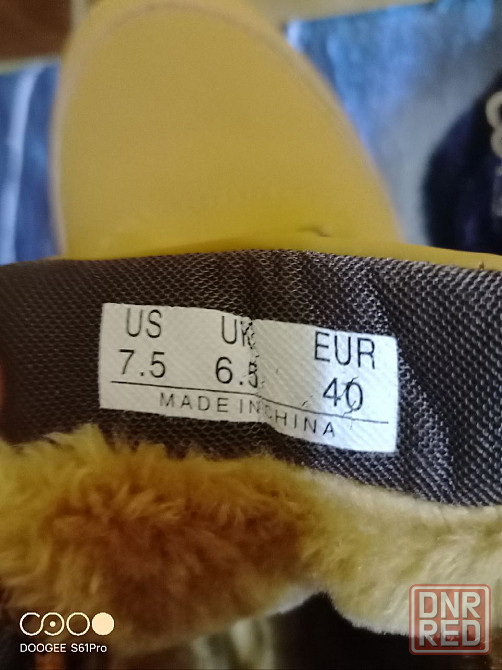 US UK EUR
7.5 6.5 40
MADE IN CHINA
DOOGEE S61Pro
DNR
RED